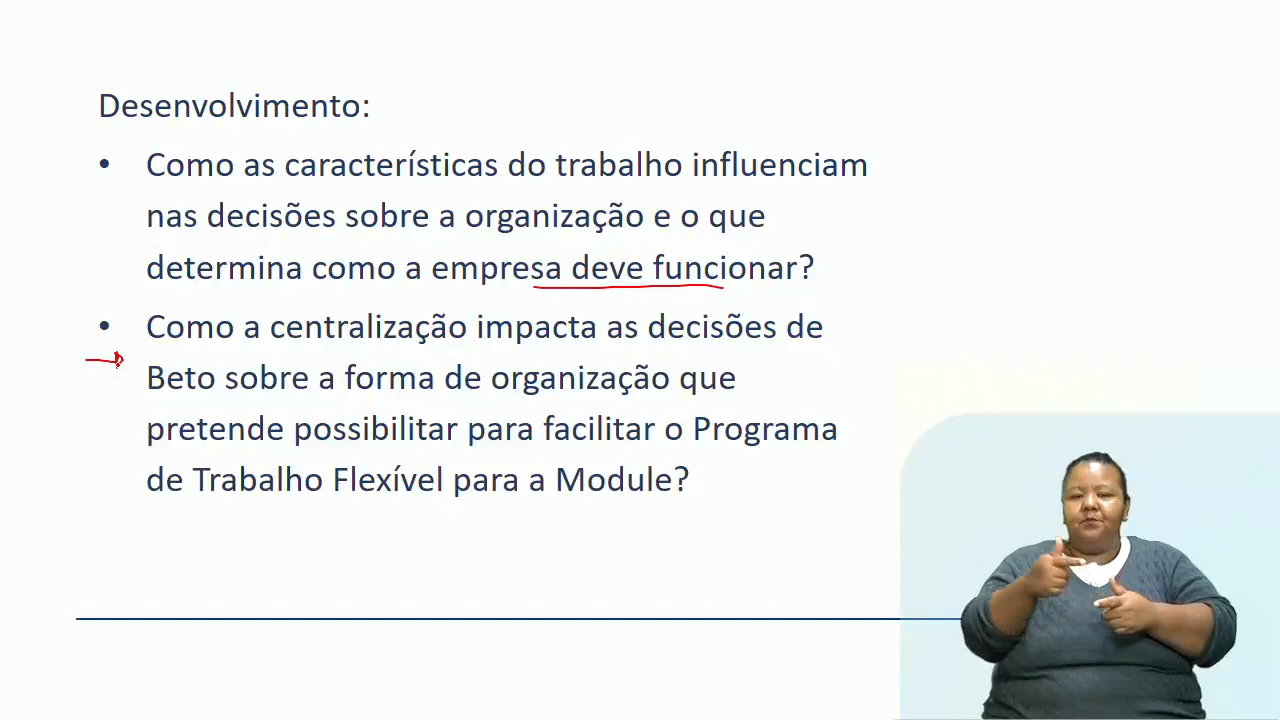 Desenvolvimento:
• Como as características do trabalho influenciam
nas decisões sobre a organização e o que
determina como a empresa deve funcionar?
• Como a centralização impacta as decisões de
Beto sobre a forma de organização que
pretende possibilitar para facilitar o Programa
de Trabalho Flexível para a Module?